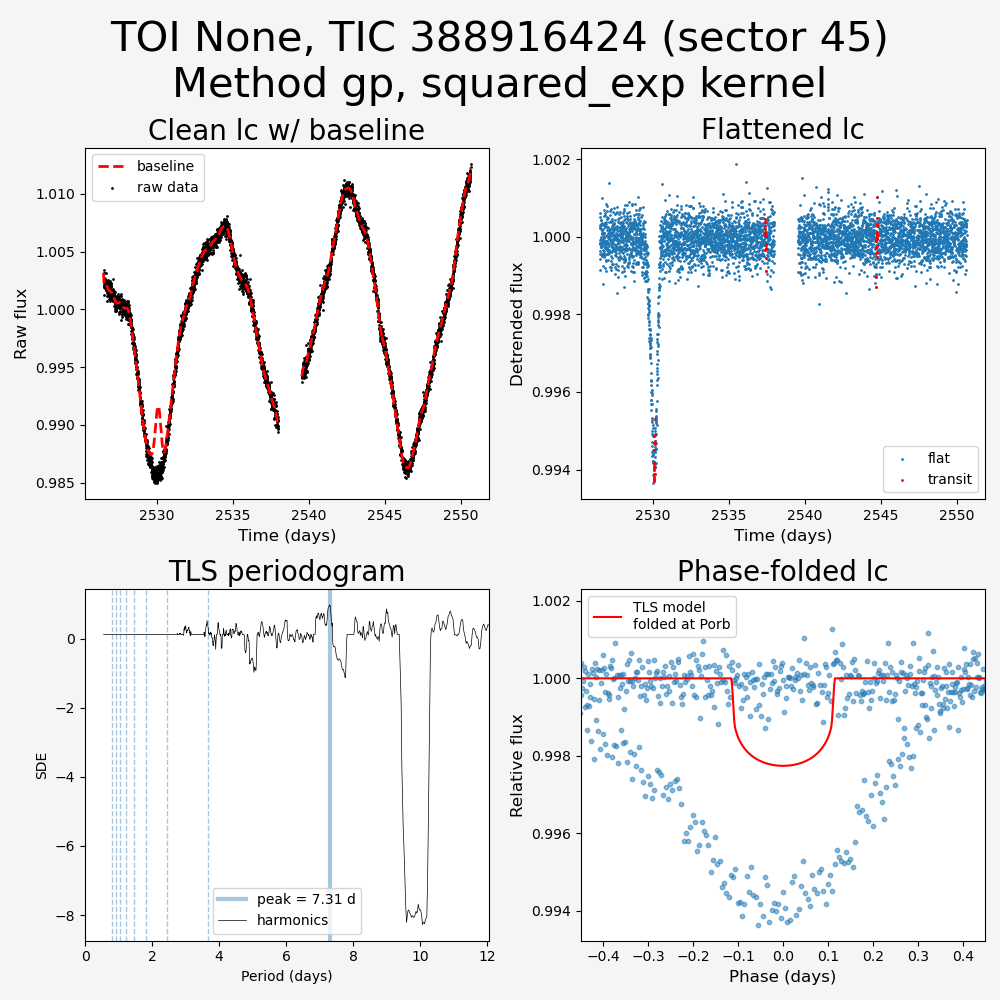 TOI None, TIC 388916424 (sector 45)
Method gp, squared_exp kernel
Clean lc w/ baseline
baseline
raw data
1.010
1.005
1.000
0.995
0.990
0.985
Raw flux
2530
2535
2540
2545
2550
Time (days)
Flattened lc
1.002
1.000
0.998
0.996
0.994
Detrended flux
flat
transit
2530
2535
2540
2545
2550
Time (days)
TLS periodogram
0
−2
−4
−6
−8
SDE
peak = 7.31 d
harmonics
0
2
4
6
8
10
12
Period (days)
Phase-folded lc
TLS model
folded at Porb
1.002
1.000
0.998
0.996
0.994
Relative flux
−0.4
−0.3
−0.2
−0.1
0.0
0.1
0.2
0.3
0.4
Phase (days)